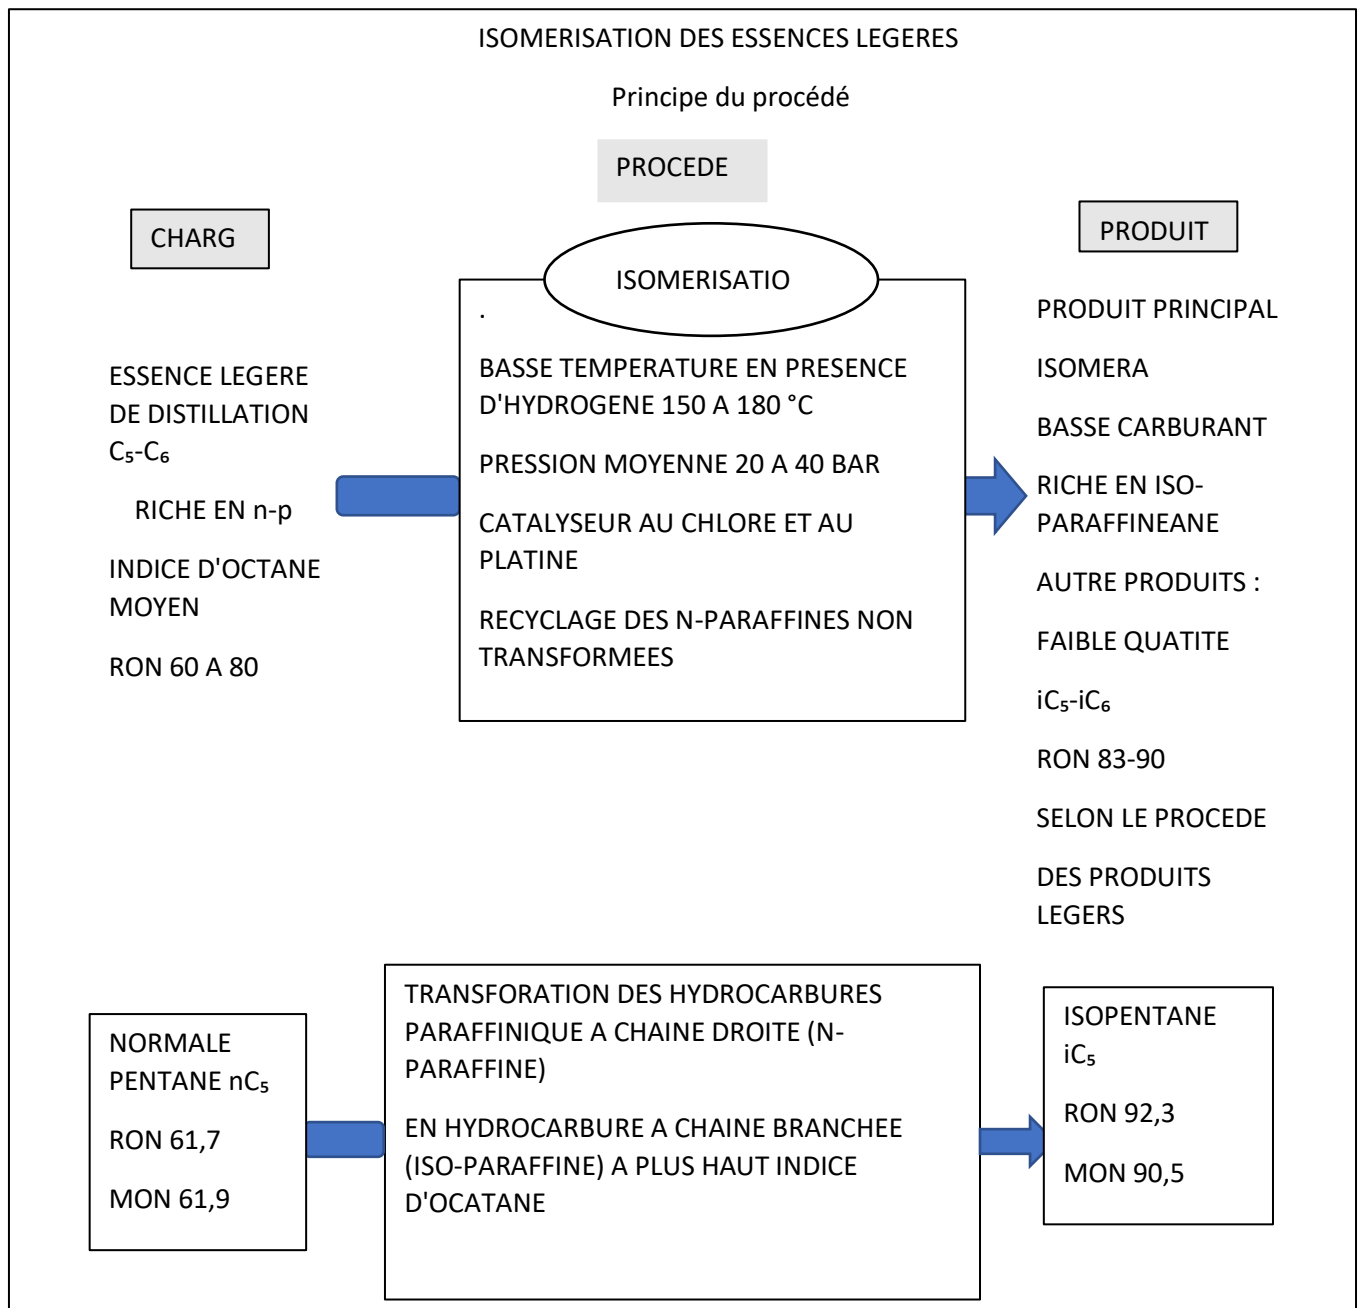 ISOMERISATION DES ESSENCES LEGERES
Principe du procédé
PROCEDE
CHARG
PRODUIT
ESSENCE LEGERE
DE DISTILLATION
C₅-C₆
RICHE EN n-p
INDICE D'OCTANE
MOYEN
RON 60 A 80
ISOMERISATIO
.
BASSE TEMPERATURE EN PRESENCE
D'HYDROGENE 150 A 180 °C
PRESSION MOYENNE 20 A 40 BAR
CATALYSEUR AU CHLORE ET AU
PLATINE
RECYCLAGE DES N-PARAFFINES NON
TRANSFORMEES
PRODUIT PRINCIPAL
ISOMERA
BASSE CARBURANT
RICHE EN ISO-
PARAFFINEANE
AUTRE PRODUITS :
FAIBLE QUATITE
iC₅-iC₆
RON 83-90
SELON LE PROCEDE
DES PRODUITS
LEGERS
NORMALE
PENTANE nC₅
RON 61,7
MON 61,9
TRANSFORATION DES HYDROCARBURES
PARAFFINIQUE A CHAINE DROITE (N-
PARAFFINE)
EN HYDROCARBURE A CHAINE BRANCHEE
(ISO-PARAFFINE) A PLUS HAUT INDICE
D'OCATANE
ISOPENTANE
iC₅
RON 92,3
MON 90,5